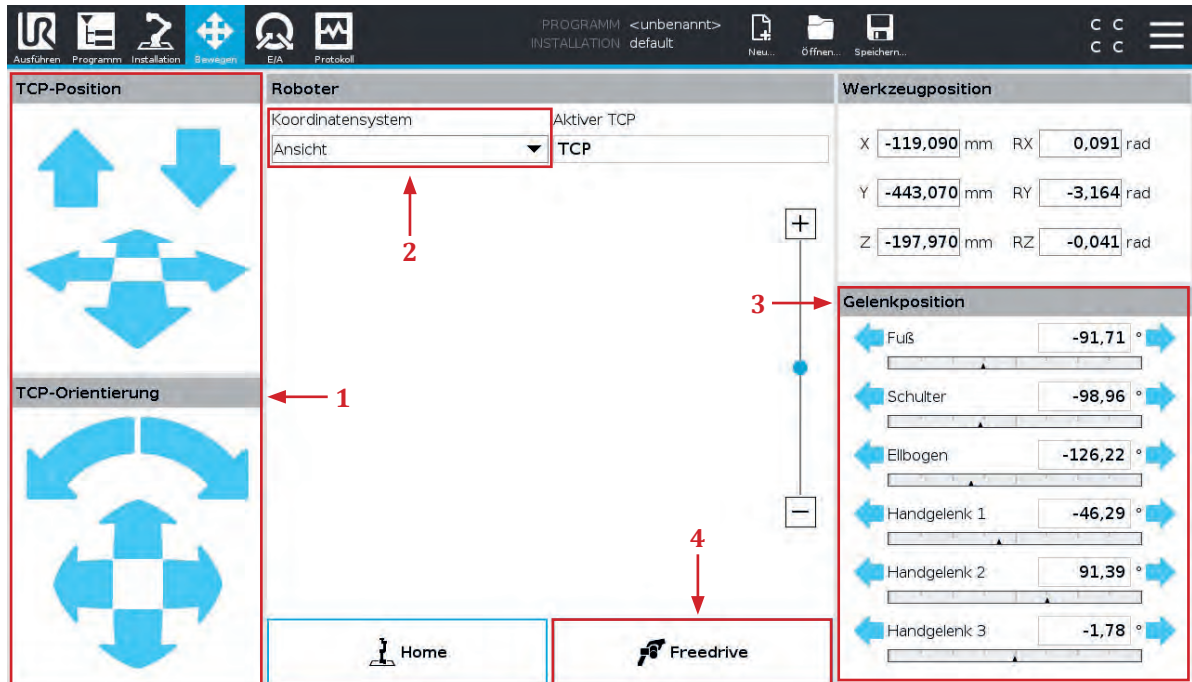 PROGRAMM <unbenannt>
INSTALLATION default
UR
Ausführen Programm Installation Bewegen E/A Protokoll
Neu... Öffnen... Speichern...
C C
C C
TCP-Position
Roboter
Werkzeugposition
Koordinatensystem Aktiver TCP
Ansicht TCP
X -119,090 mm RX 0,091 rad
Y -443,070 mm RY -3,164 rad
Z -197,970 mm RZ -0,041 rad
+
2
3
Gelenkposition
Fuß -91,71 °
TCP-Orientierung
1
Schulter -98,96 °
Ellbogen -126,22 °
−
Handgelenk 1 -46,29 °
4
Handgelenk 2 91,39 °
Handgelenk 3 -1,78 °
Home
Freedrive